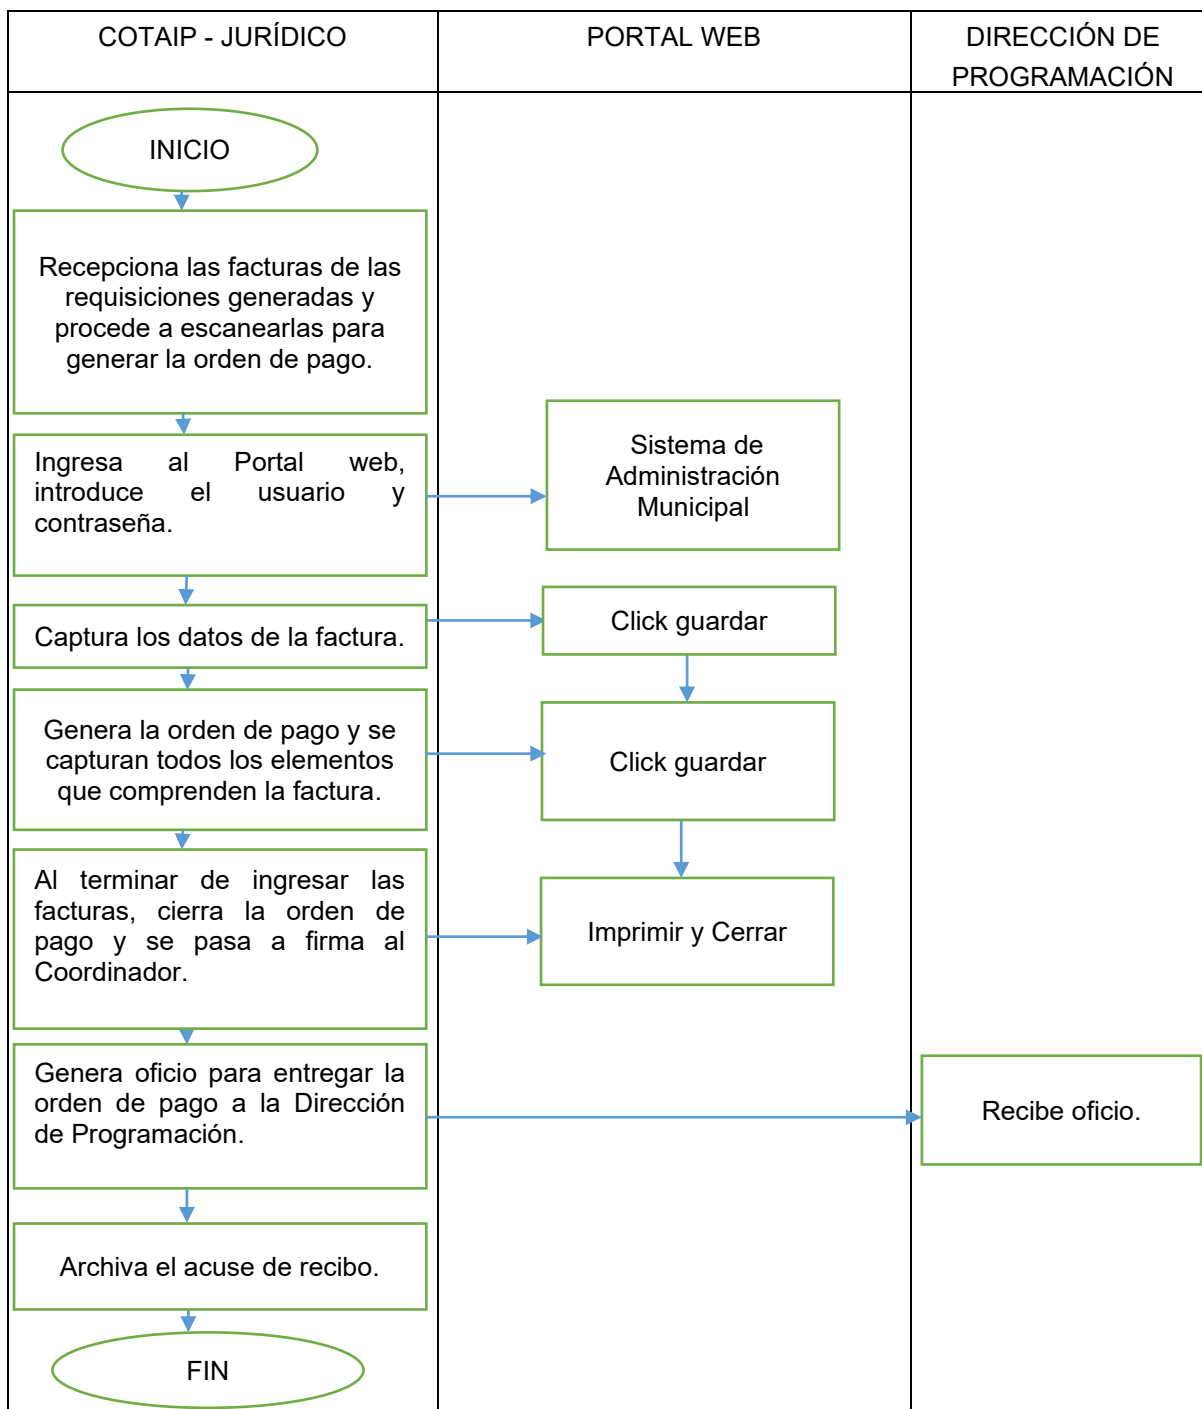 COTAIP - JURÍDICO
PORTAL WEB
DIRECCIÓN DE
PROGRAMACIÓN
INICIO
Recepciona las facturas de las
requisiciones generadas y
procede a escanearlas para
generar la orden de pago.
Ingresa al Portal web,
introduce el usuario y
contraseña.
Sistema de
Administración
Municipal
Captura los datos de la factura.
Click guardar
Genera la orden de pago y se
capturan todos los elementos
que comprenden la factura.
Click guardar
Al terminar de ingresar las
facturas, cierra la orden de
pago y se pasa a firma al
Coordinador.
Imprimir y Cerrar
Genera oficio para entregar la
orden de pago a la Dirección
de Programación.
Recibe oficio.
Archiva el acuse de recibo.
FIN